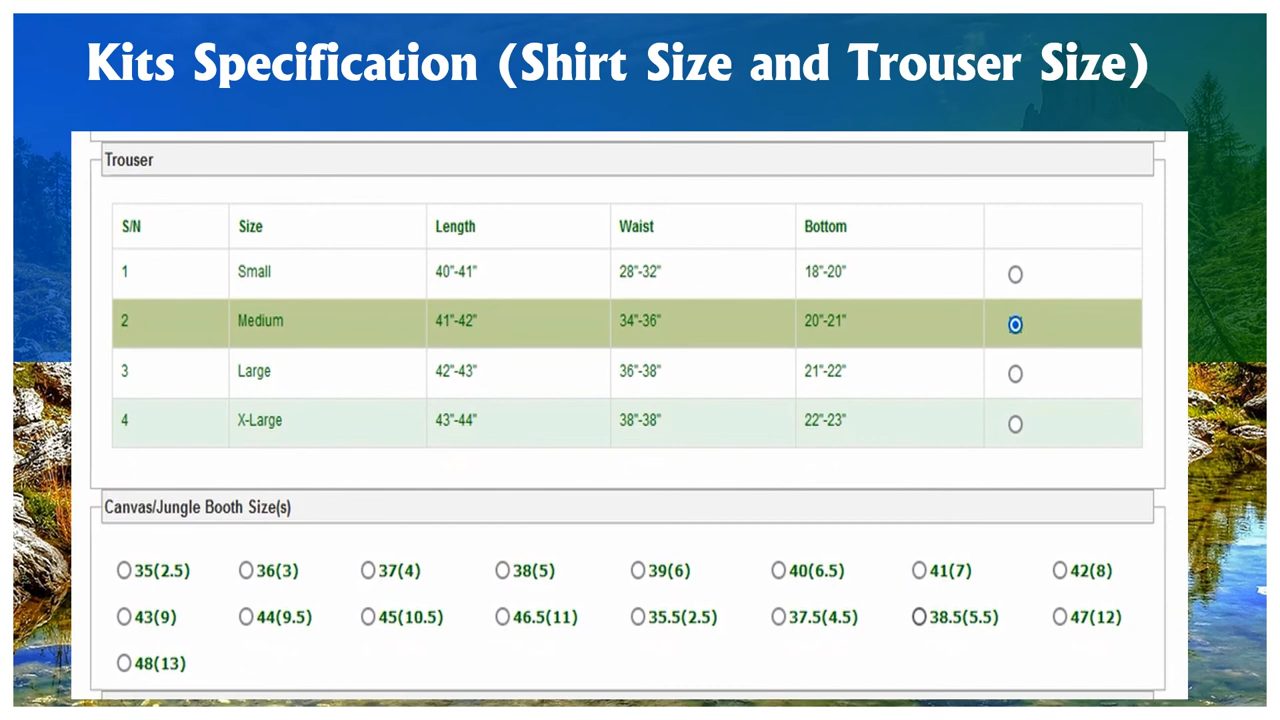 Kits Specification (Shirt Size and Trouser Size)
Trouser
S/N Size Length Waist Bottom
1 Small 40"-41" 28"-32" 18"-20"
2 Medium 41"-42" 34"-36" 20"-21"
3 Large 42"-43" 36"-38" 21"-22"
4 X-Large 43"-44" 38"-38" 22"-23"
Canvas/Jungle Booth Size(s)
35(2.5) 36(3) 37(4) 38(5) 39(6) 40(6.5) 41(7) 42(8)
43(9) 44(9.5) 45(10.5) 46.5(11) 35.5(2.5) 37.5(4.5) 38.5(5.5) 47(12)
48(13)